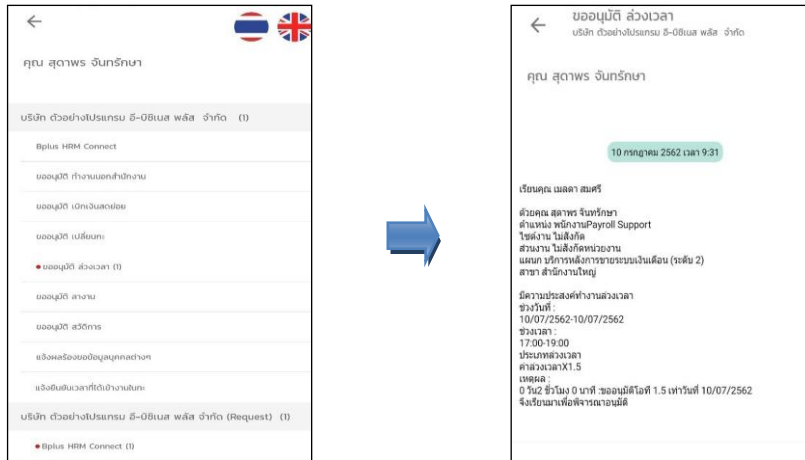 คุณ สุดาพร จันทรักษา
บริษัท ตัวอย่างโปรแกรม อี-บิซิเนส พลัส จำกัด (1)
Bplus HRM Connect
ขออนุมัติ ทำงานนอกสำนักงาน
ขออนุมัติ เบิกเงินสดย่อย
ขออนุมัติ เปลี่ยนกะ
ขออนุมัติ ล่วงเวลา (1)
ขออนุมัติ ลางาน
ขออนุมัติ สวัสดิการ
แจ้งผลร้องขอข้อมูลบุคคลต่างๆ
แจ้งยืนยันเวลาที่ได้เข้างานในกะ
บริษัท ตัวอย่างโปรแกรม อี-บิซิเนส พลัส จำกัด (Request) (1)
Bplus HRM Connect (1)
ขออนุมัติ ล่วงเวลา
บริษัท ตัวอย่างโปรแกรม อี-บิซิเนส พลัส จำกัด
คุณ สุดาพร จันทรักษา
10 กรกฎาคม 2562 เวลา 9:31
เรียนคุณ เมลดา สมศรี
ด้วยคุณ สุดาพร จันทรักษา
ตำแหน่ง พนักงานPayroll Support
ไซต์งาน ไม่สังกัด
ส่วนงาน ไม่สังกัดหน่วยงาน
แผนก บริการหลังการขายระบบเงินเดือน (ระดับ 2)
สาขา สำนักงานใหญ่
มีความประสงค์ทำงานล่วงเวลา
ช่วงวันที่ :
10/07/2562-10/07/2562
ช่วงเวลา :
17:00-19:00
ประเภทล่วงเวลา
ค่าล่วงเวลาX1.5
เหตุผล :
0 วัน2 ชั่วโมง 0 นาที :ขออนุมัติโอที 1.5 เท่าวันที่ 10/07/2562
จึงเรียนมาเพื่อพิจารณาอนุมัติ